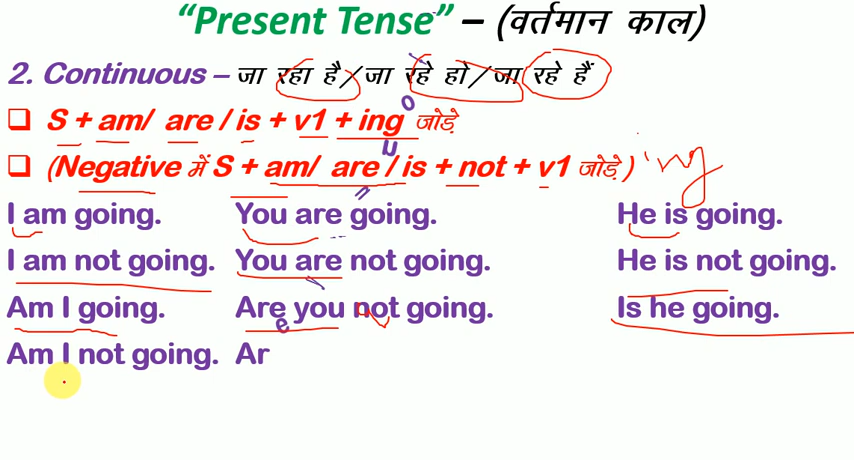 “Present Tense” – (वर्तमान काल)
2. Continuous – जा रहा है / जा रहे हो / जा रहे हैं
❑ S + am/ are / is + v1 + ing जोड़े
❑ (Negative में S + am/ are / is + not + v1 जोड़े) ing
I am going. You are going. He is going.
I am not going. You are not going. He is not going.
Am I going. Are you not going. Is he going.
Am I not going. Ar